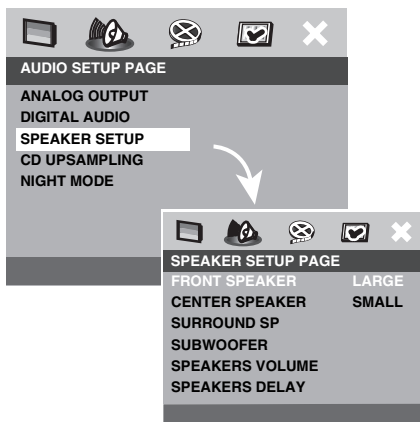 AUDIO SETUP PAGE
ANALOG OUTPUT
DIGITAL AUDIO
SPEAKER SETUP
CD UPSAMPLING
NIGHT MODE
SPEAKER SETUP PAGE
FRONT SPEAKER LARGE
CENTER SPEAKER SMALL
SURROUND SP
SUBWOOFER
SPEAKERS VOLUME
SPEAKERS DELAY